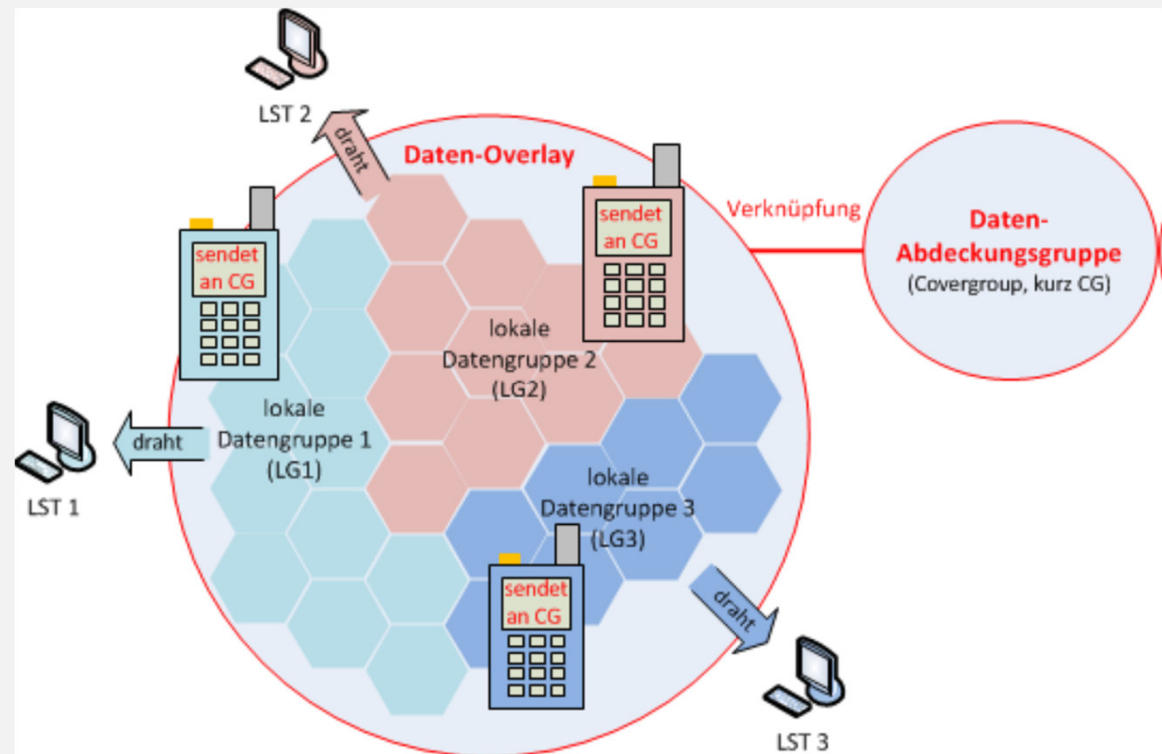 LST 2
draht
Daten-Overlay
sendet
an CG
sendet
an CG
Verknüpfung
Daten-
Abdeckungsgruppe
(Covergroup, kurz CG)
lokale
Datengruppe 2
(LG2)
lokale
Datengruppe 1
(LG1)
draht
LST 1
lokale
Datengruppe 3
(LG3)
sendet
an CG
draht
LST 3